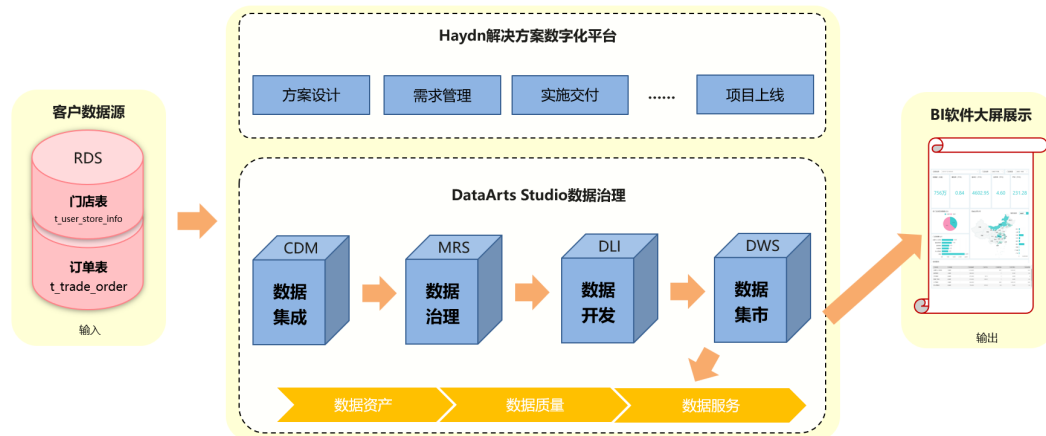 Haydn解决方案数字化平台
方案设计
需求管理
实施交付
......
项目上线
客户数据源
RDS
门店表
t_user_store_info
订单表
t_trade_order
输入
DataArts Studio数据治理
CDM
数据
集成
MRS
数据
治理
DLI
数据
开发
DWS
数据
集市
数据资产
数据质量
数据服务
BI软件大屏展示
输出